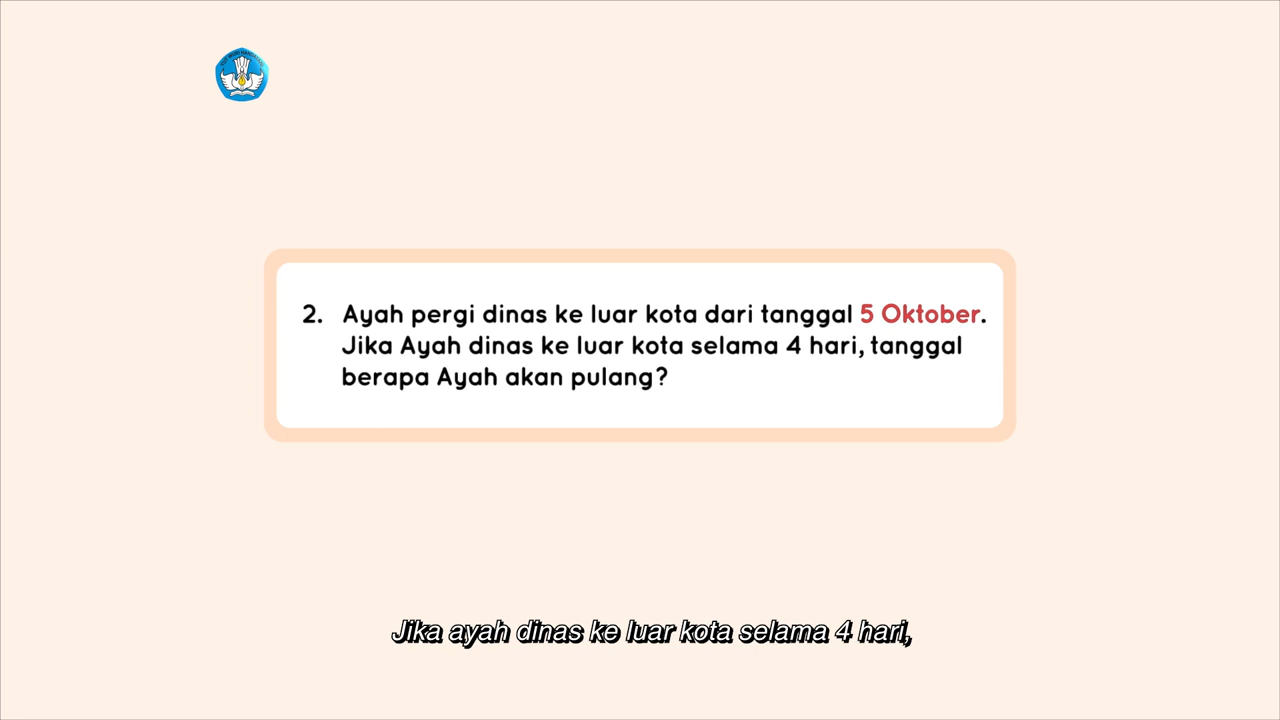 2. Ayah pergi dinas ke luar kota dari tanggal 5 Oktober.
Jika Ayah dinas ke luar kota selama 4 hari, tanggal
berapa Ayah akan pulang?
Jika ayah dinas ke luar kota selama 4 hari,